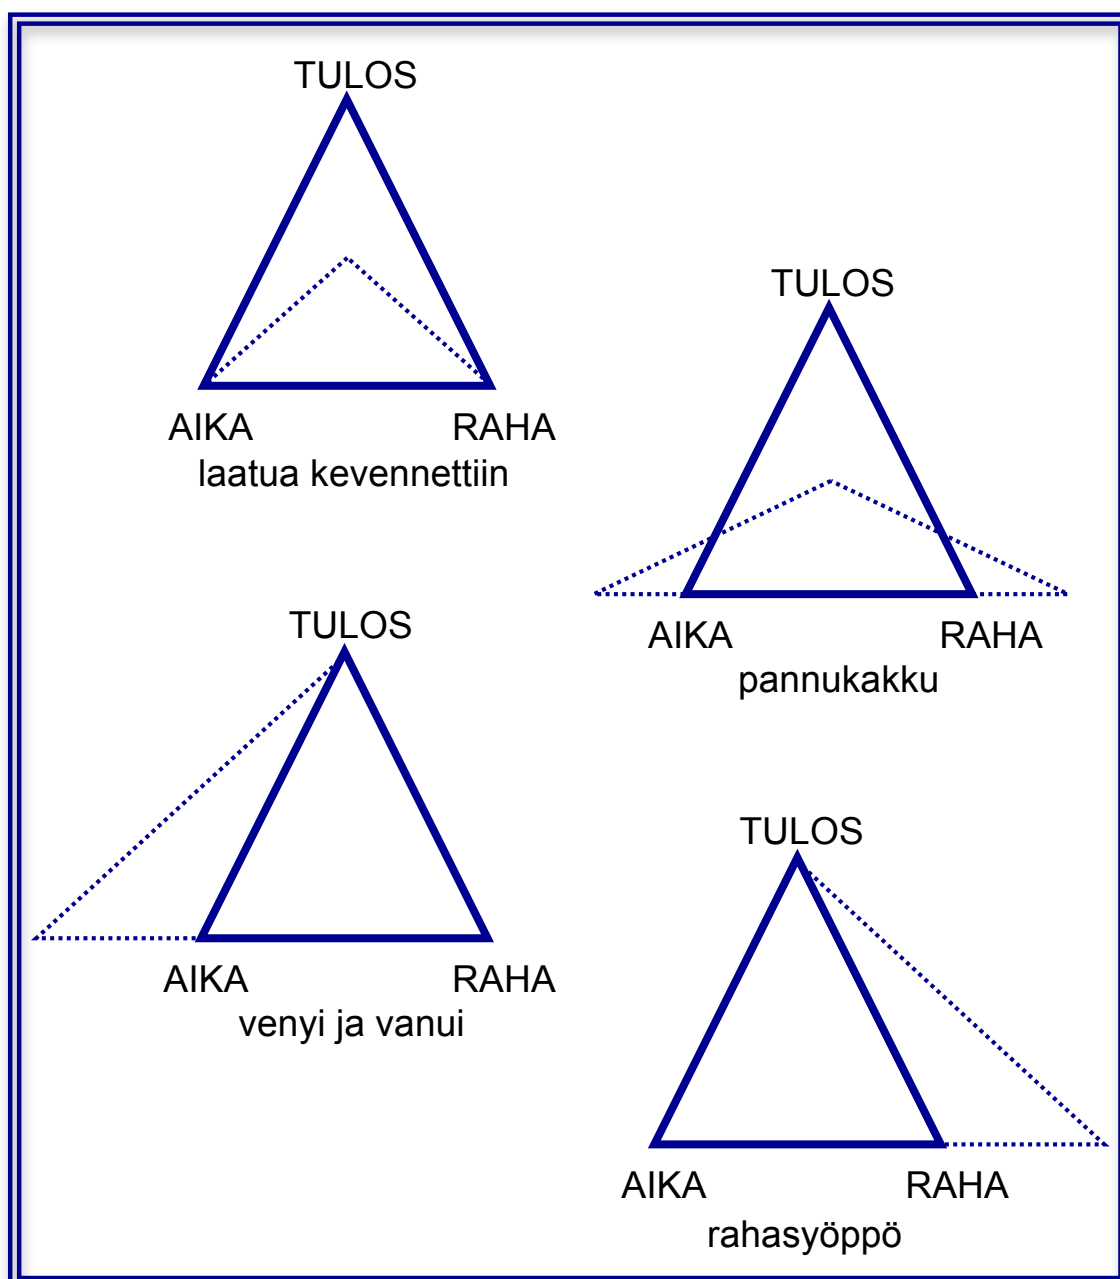 TULOS
AIKA RAHA
laatua kevennettiin
TULOS
AIKA RAHA
pannukakku
TULOS
AIKA RAHA
venyi ja vanui
TULOS
AIKA RAHA
rahasyöppö